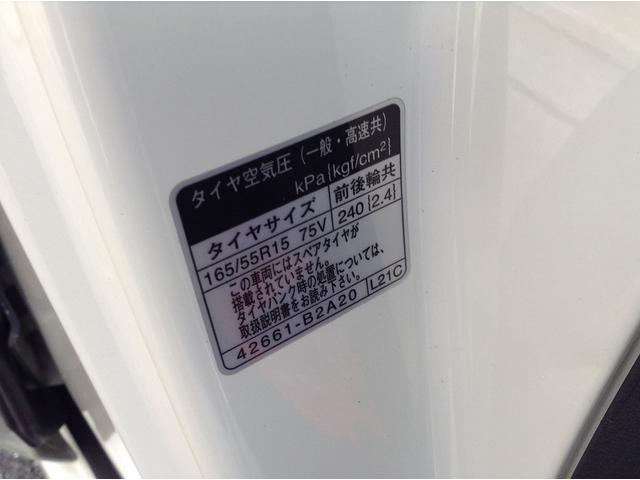 タイヤ空気圧（一般・高速共）
kPa{kgf/cm²}
タイヤサイズ 前後輪共
165/55R15 75V 240{2.4}
この車両にはスペアタイヤが
搭載されていません。
タイヤパンク時の処置については、
取扱説明書をお読み下さい。
42661-B2A20 L21C